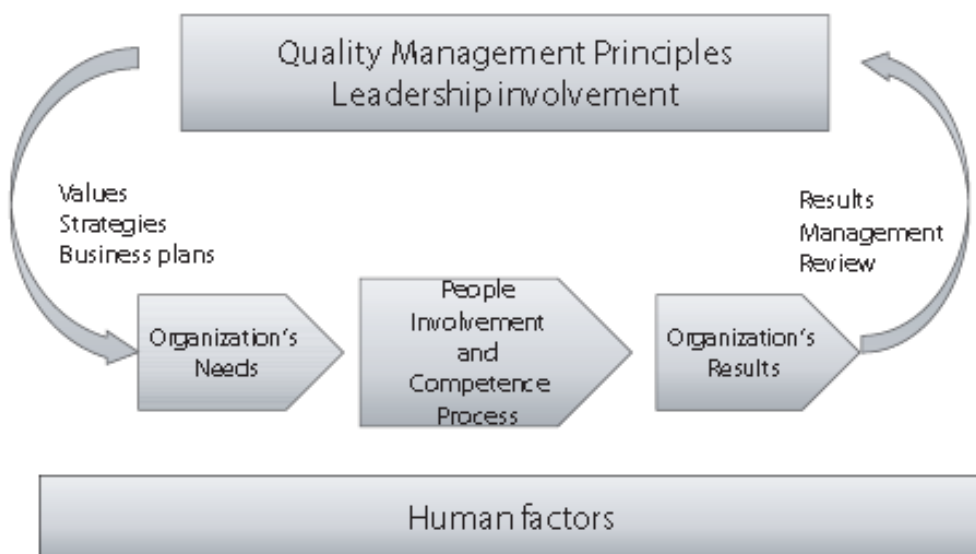 Quality Management Principles
Leadership involvement
Values
Strategies
Business plans
Results
Management
Review
Organization's
Needs
People
Involvement
and
Competence
Process
Organization's
Results
Human factors